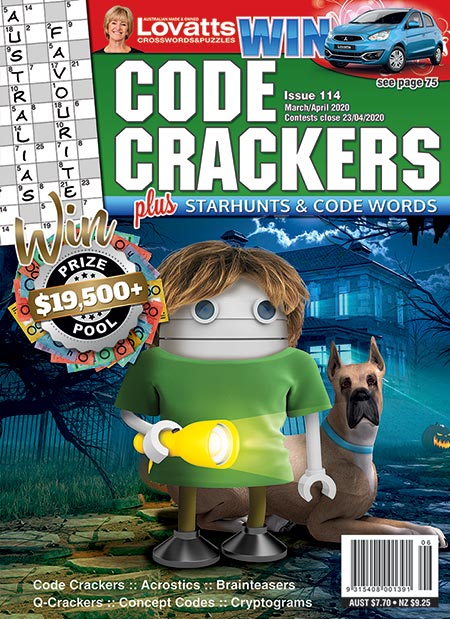 AUSTRALIAN MADE & OWNED
Lovatts
CROSSWORDS&PUZZLES
WIN
see page 75
AUSTRALIAS
FAVOURITE
CODE
CRACKERS
Issue 114
March/April 2020
Contests close 23/04/2020
plus STARHUNTS & CODE WORDS
Win
PRIZE
$19,500+
POOL
Code Crackers :: Acrostics :: Brainteasers
Q-Crackers :: Concept Codes :: Cryptograms
06
9 315408 001391
AUST $7.70 • NZ $9.25